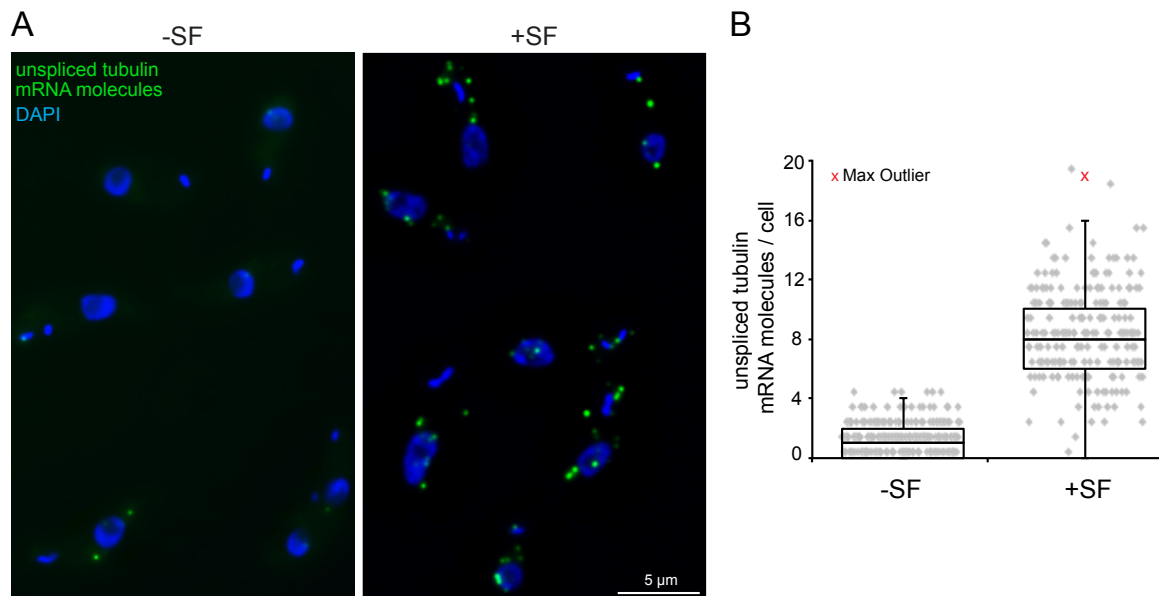 A
-SF
+SF
unspliced tubulin
mRNA molecules
DAPI
5 µm
B
unspliced tubulin
mRNA molecules / cell
20
16
12
8
4
0
x Max Outlier
x
-SF
+SF